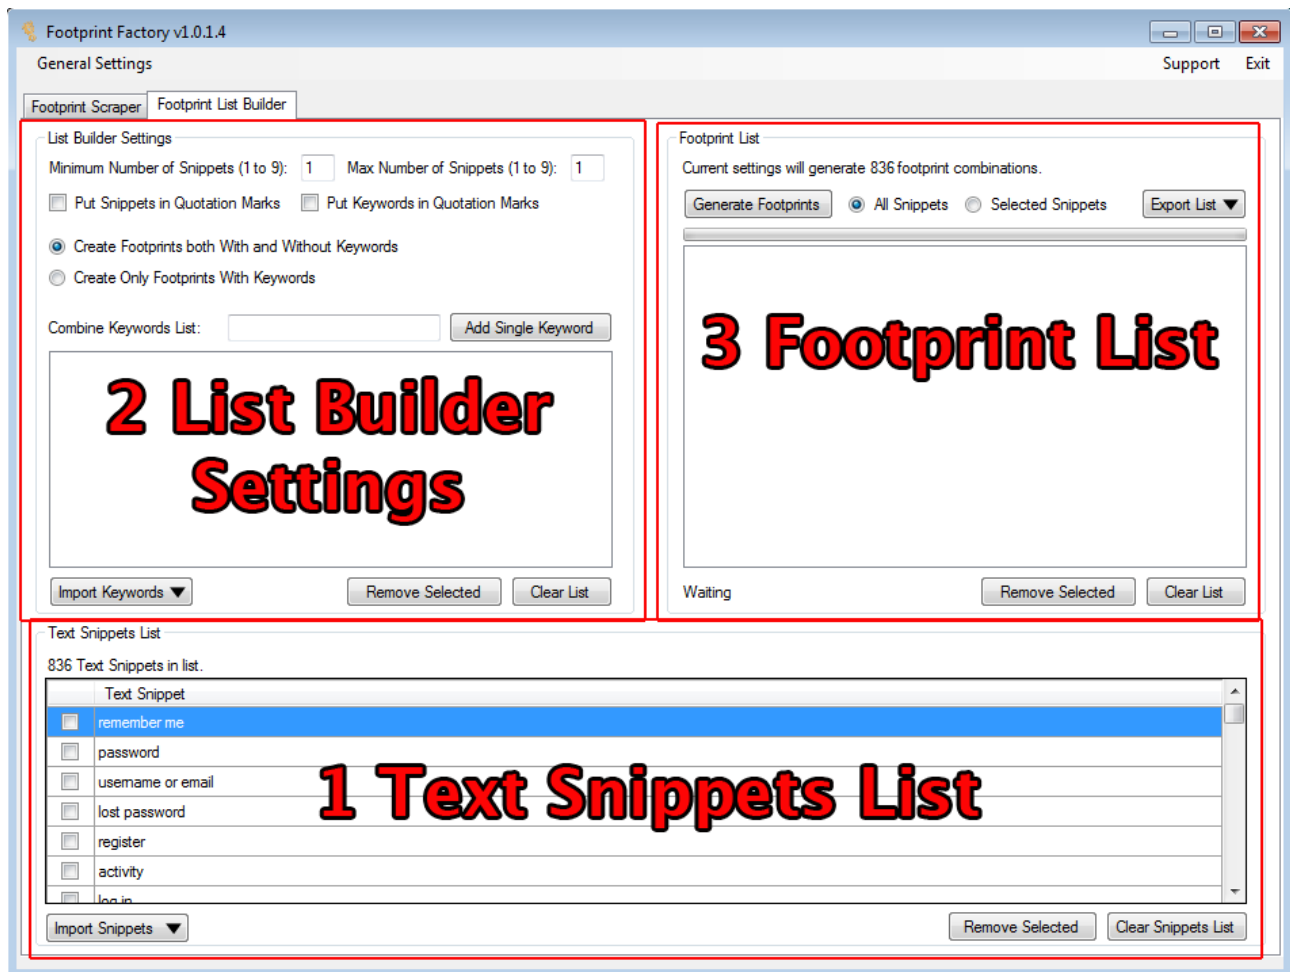 Footprint Factory v1.0.1.4
General Settings
Support
Exit
Footprint Scraper
Footprint List Builder
List Builder Settings
Minimum Number of Snippets (1 to 9): 1 Max Number of Snippets (1 to 9): 1
Put Snippets in Quotation Marks
Put Keywords in Quotation Marks
Create Footprints both With and Without Keywords
Create Only Footprints With Keywords
Combine Keywords List:
Add Single Keyword
2 List Builder
Settings
Import Keywords
Remove Selected
Clear List
Footprint List
Current settings will generate 836 footprint combinations.
Generate Footprints
All Snippets
Selected Snippets
Export List
3 Footprint List
Waiting
Remove Selected
Clear List
Text Snippets List
836 Text Snippets in list.
Text Snippet
remember me
password
username or email
lost password
register
activity
log in
1 Text Snippets List
Import Snippets
Remove Selected
Clear Snippets List